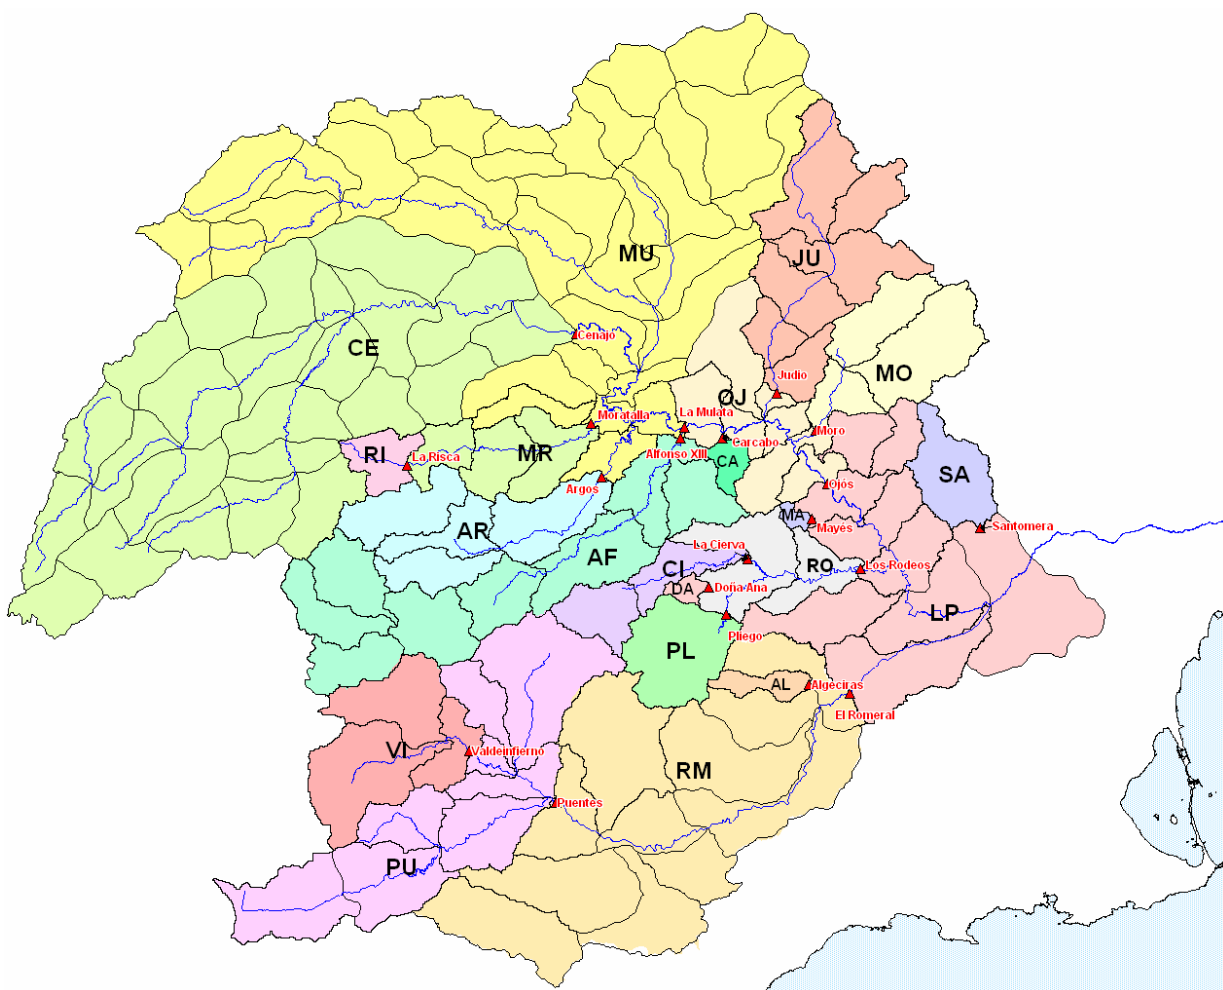 MU
JU
Cenajo
CE
MO
Judio
OJ
La Mulata
Moratalla
Moro
Carcabo
RI
MR
La Risca
Alfonso XIII
CA
SA
Argos
Ojós
MA
Mayés
Santomera
AR
La Cierva
AF
CI
RO
Los Rodeos
DA
Doña Ana
LP
Pliego
PL
AL
Algeciras
El Romeral
VI
Valdeinfierno
RM
Puentes
PU